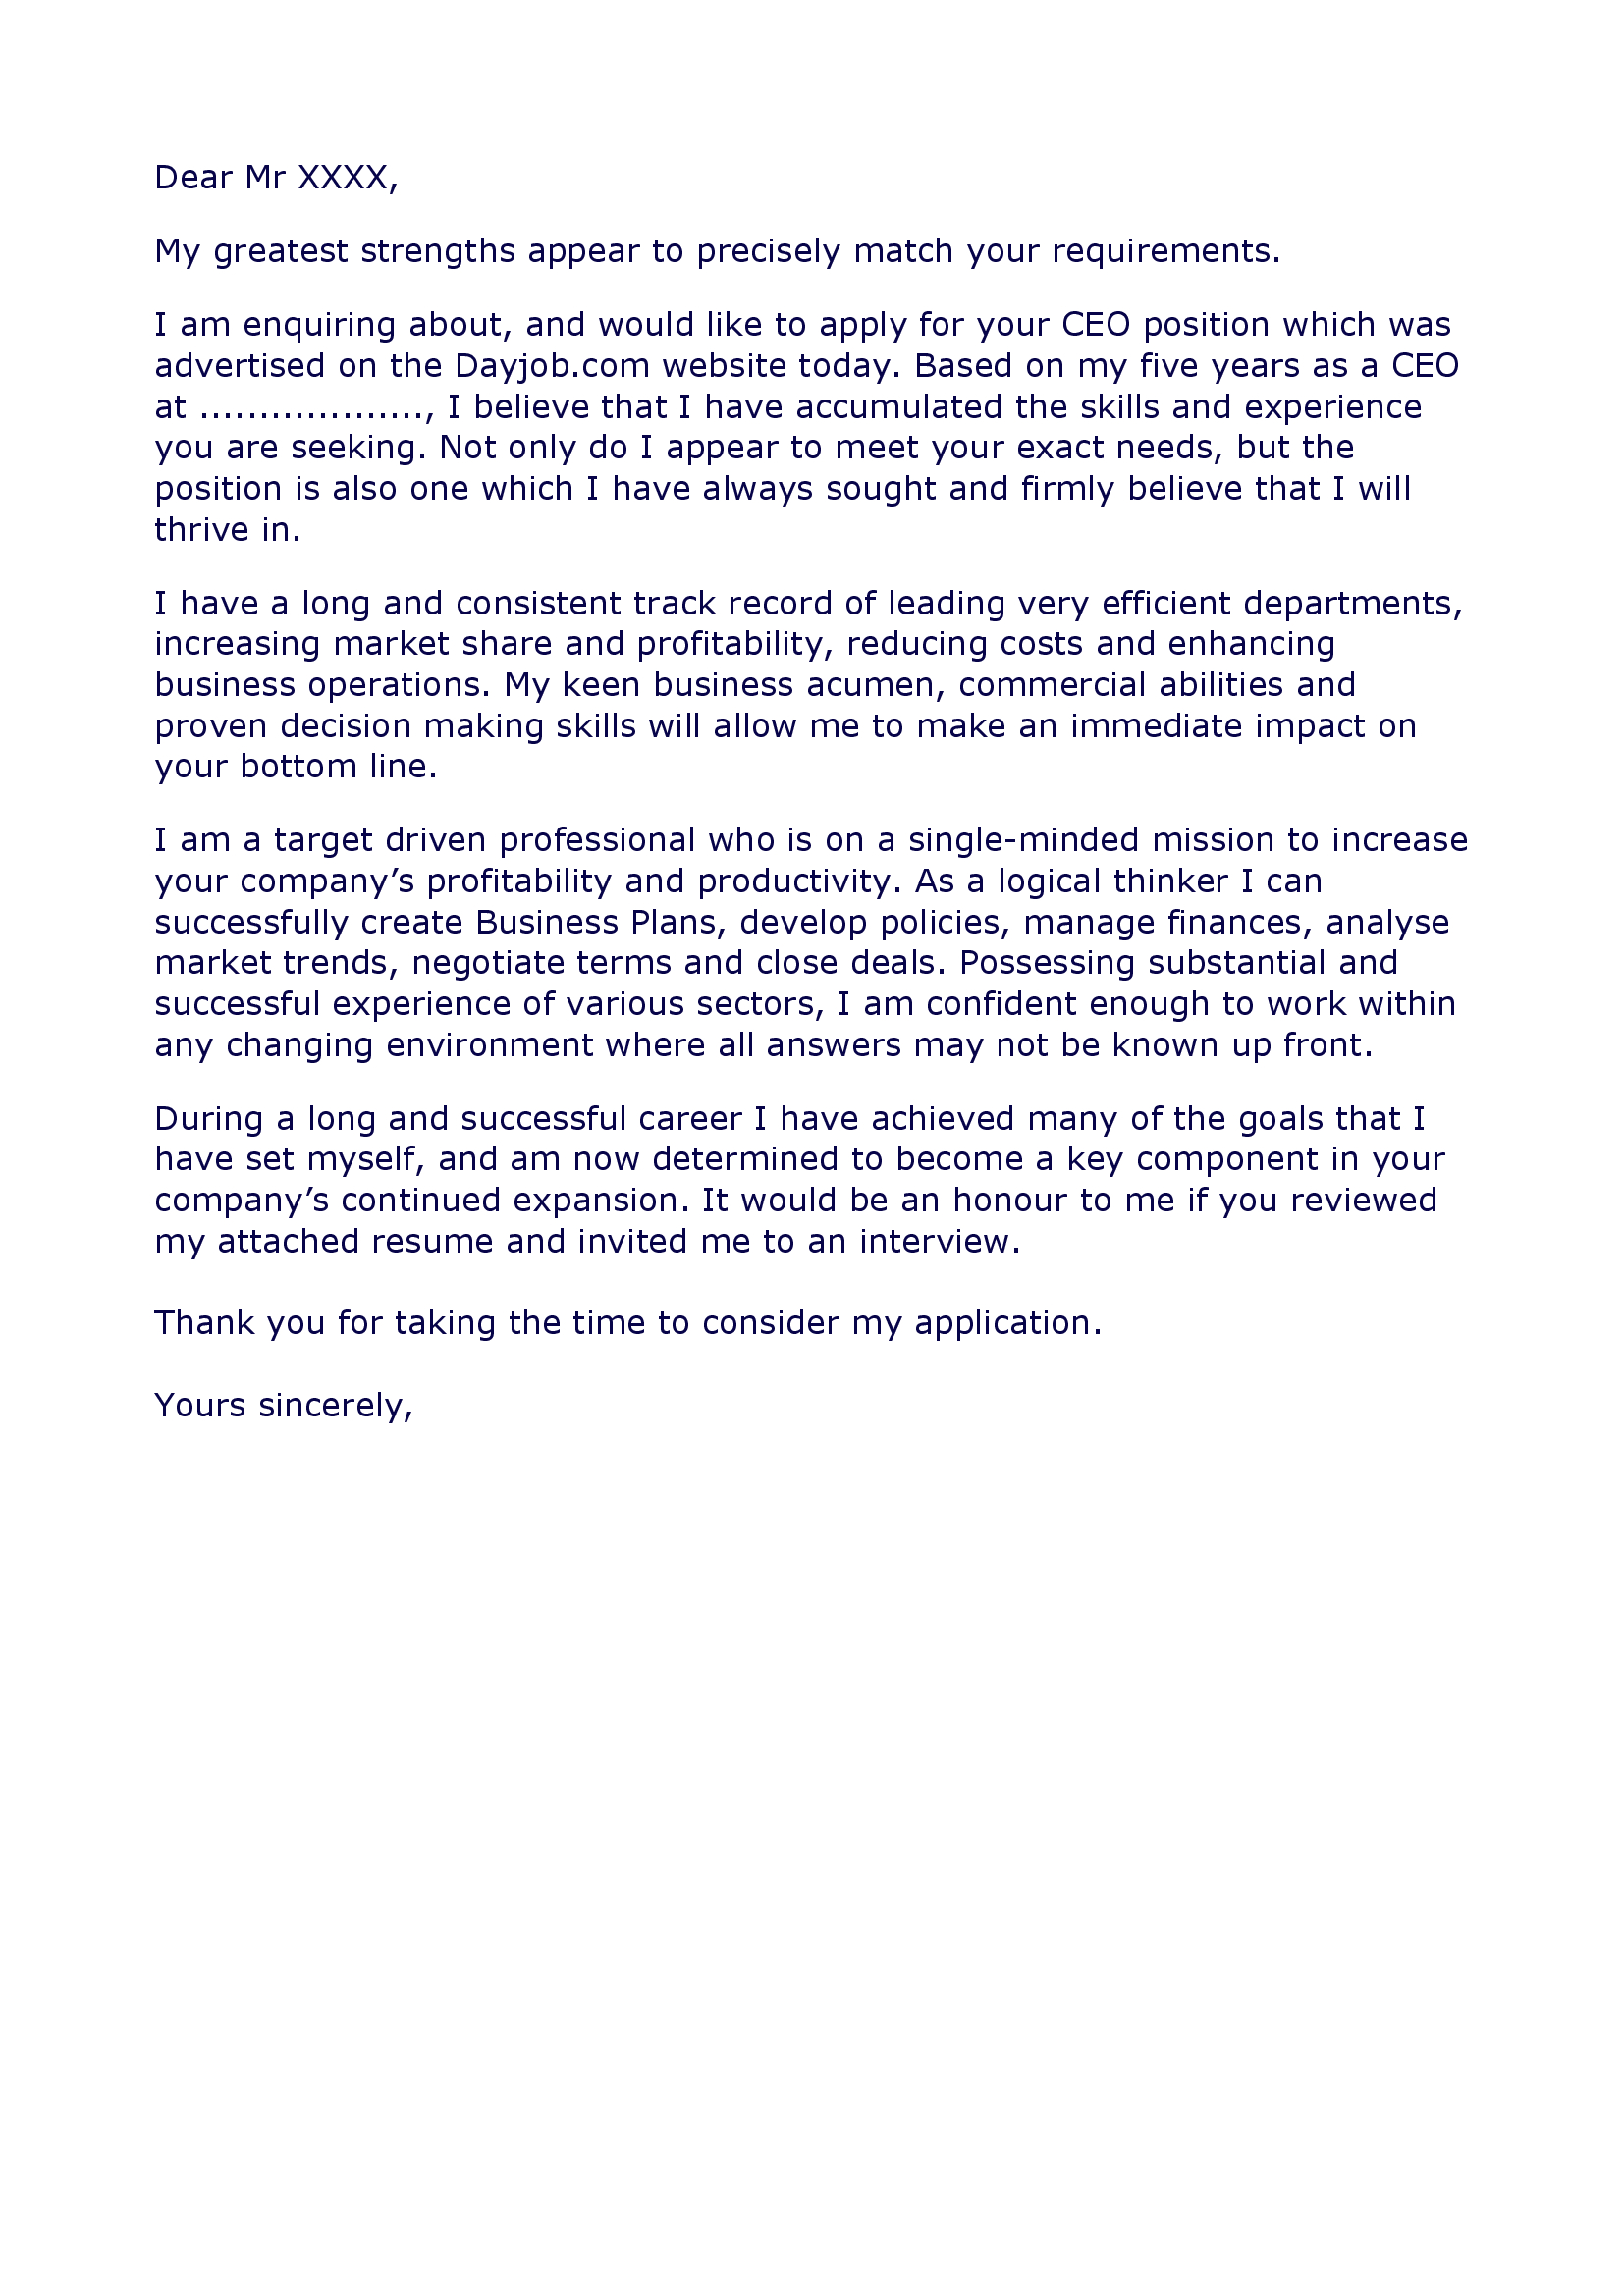 Dear Mr XXXX,
My greatest strengths appear to precisely match your requirements.
I am enquiring about, and would like to apply for your CEO position which was
advertised on the Dayjob.com website today. Based on my five years as a CEO
at ..................., I believe that I have accumulated the skills and experience
you are seeking. Not only do I appear to meet your exact needs, but the
position is also one which I have always sought and firmly believe that I will
thrive in.
I have a long and consistent track record of leading very efficient departments,
increasing market share and profitability, reducing costs and enhancing
business operations. My keen business acumen, commercial abilities and
proven decision making skills will allow me to make an immediate impact on
your bottom line.
I am a target driven professional who is on a single-minded mission to increase
your company’s profitability and productivity. As a logical thinker I can
successfully create Business Plans, develop policies, manage finances, analyse
market trends, negotiate terms and close deals. Possessing substantial and
successful experience of various sectors, I am confident enough to work within
any changing environment where all answers may not be known up front.
During a long and successful career I have achieved many of the goals that I
have set myself, and am now determined to become a key component in your
company’s continued expansion. It would be an honour to me if you reviewed
my attached resume and invited me to an interview.
Thank you for taking the time to consider my application.
Yours sincerely,